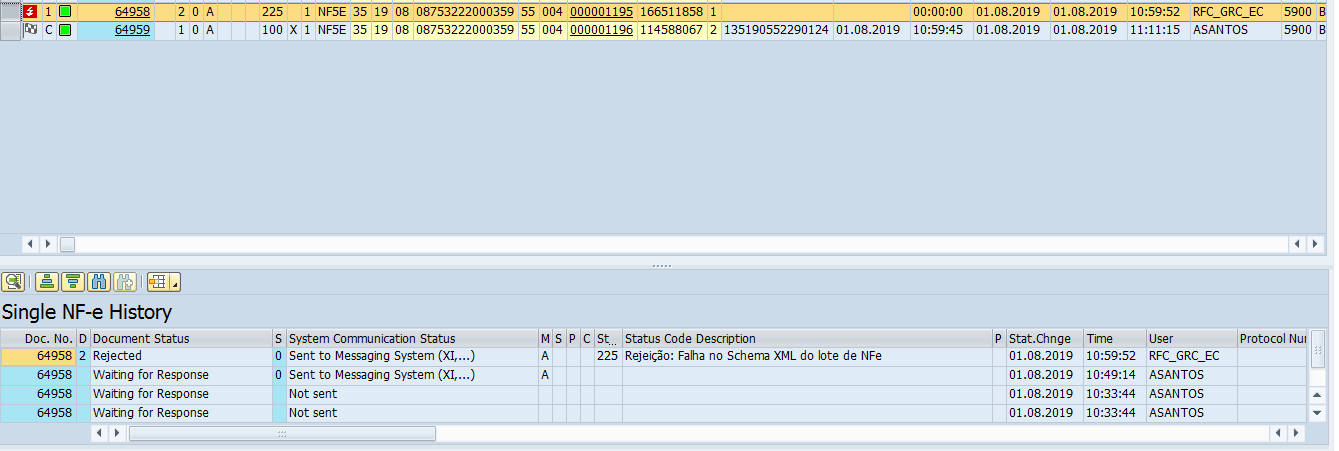 1 64958 2 0 A 225 1 NF5E 35 19 08 08753222000359 55 004 000001195 166511858 1 00:00:00 01.08.2019 01.08.2019 10:59:52 RFC_GRC_EC 5900 B
C 64959 1 0 A 100 X 1 NF5E 35 19 08 08753222000359 55 004 000001196 114588067 2 135190552290124 01.08.2019 10:59:45 01.08.2019 01.08.2019 11:11:15 ASANTOS 5900 B
Single NF-e History
Doc. No. D Document Status S System Communication Status M S P C St... Status Code Description P Stat.Chnge Time User Protocol Nur
64958 2 Rejected 0 Sent to Messaging System (XI,...) A 225 Rejeição: Falha no Schema XML do lote de NFe 01.08.2019 10:59:52 RFC_GRC_EC
64958 Waiting for Response 0 Sent to Messaging System (XI,...) A 01.08.2019 10:49:14 ASANTOS
64958 Waiting for Response Not sent 01.08.2019 10:33:44 ASANTOS
64958 Waiting for Response Not sent 01.08.2019 10:33:44 ASANTOS